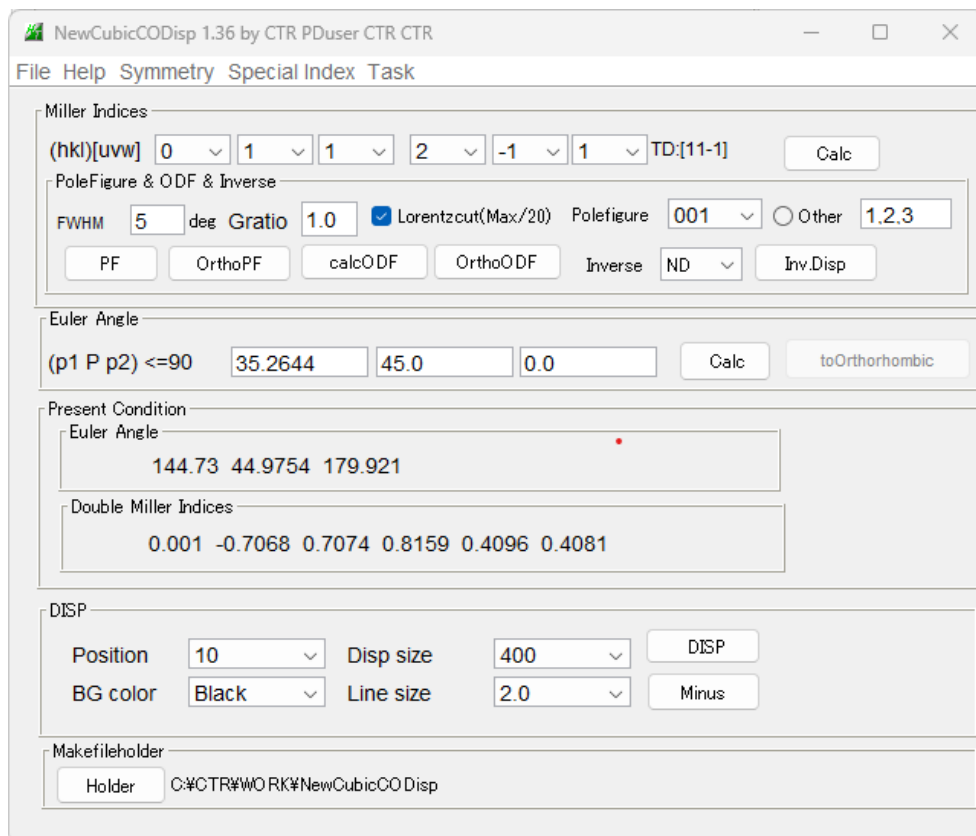 NewCubicCODisp 1.36 by CTR PDuser CTR CTR
File Help Symmetry Special Index Task
Miller Indices
(hkl)[uvw] 0 1 1 2 -1 1 TD:[11-1] Calc
PoleFigure & ODF & Inverse
FWHM 5 deg Gratio 1.0 Lorentzcut(Max/20) Polefigure 001 Other 1,2,3
PF OrthoPF calcODF OrthoODF Inverse ND Inv.Disp
Euler Angle
(p1 P p2) <=90 35.2644 45.0 0.0 Calc toOrthorhombic
Present Condition
Euler Angle
144.73 44.9754 179.921
Double Miller Indices
0.001 -0.7068 0.7074 0.8159 0.4096 0.4081
DISP
Position 10 Disp size 400 DISP
BG color Black Line size 2.0 Minus
Makefileholder
Holder C:¥CTR¥WORK¥NewCubicCODisp